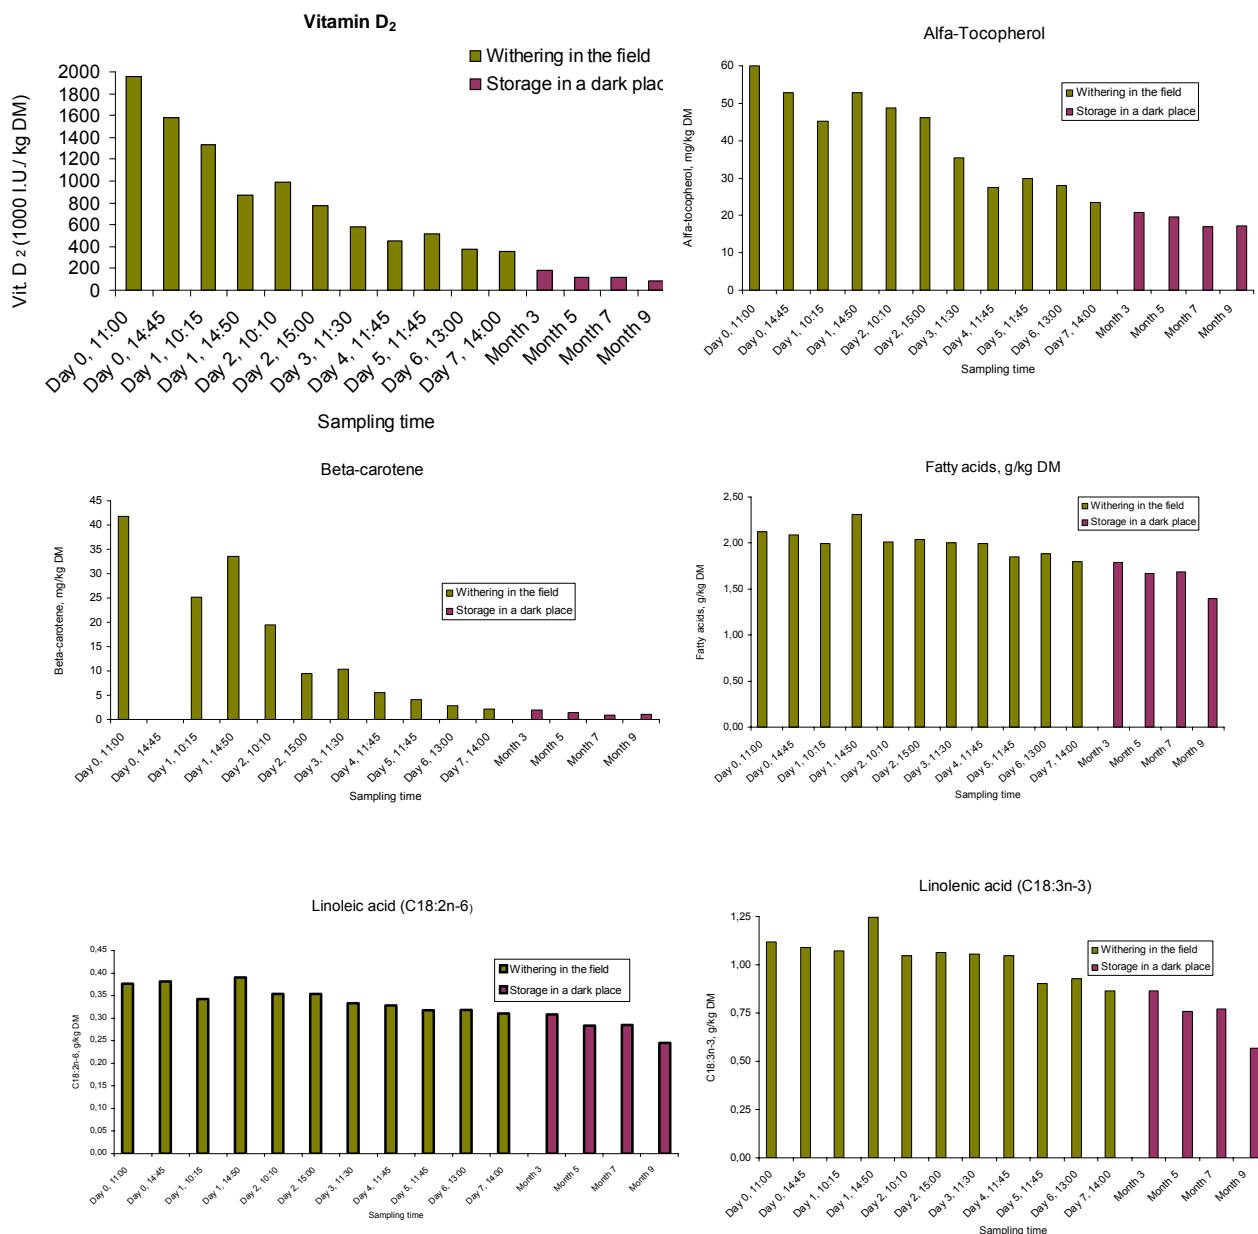 Vitamin D2
Withering in the field
Storage in a dark plac
Vit. D 2 (1000 I.U./ kg DM)
2000
1800
1600
1400
1200
1000
800
600
400
200
0
Day 0, 11:00
Day 0, 14:45
Day 1, 10:15
Day 1, 14:50
Day 2, 10:10
Day 2, 15:00
Day 3, 11:30
Day 4, 11:45
Day 5, 11:45
Day 6, 13:00
Day 7, 14:00
Month 3
Month 5
Month 7
Month 9
Sampling time
Alfa-Tocopherol
Withering in the field
Storage in a dark place
Alfa-tocopherol, mg/kg DM
60
50
40
30
20
10
0
Day 0, 11:00
Day 0, 14:45
Day 1, 10:15
Day 1, 14:50
Day 2, 10:10
Day 2, 15:00
Day 3, 11:30
Day 4, 11:45
Day 5, 11:45
Day 6, 13:00
Day 7, 14:00
Month 3
Month 5
Month 7
Month 9
Sampling time
Beta-carotene
Withering in the field
Storage in a dark place
Beta-carotene, mg/kg DM
45
40
35
30
25
20
15
10
5
0
Day 0, 11:00
Day 0, 14:45
Day 1, 10:15
Day 1, 14:50
Day 2, 10:10
Day 2, 15:00
Day 3, 11:30
Day 4, 11:45
Day 5, 11:45
Day 6, 13:00
Day 7, 14:00
Month 3
Month 5
Month 7
Month 9
Sampling time
Fatty acids, g/kg DM
Withering in the field
Storage in a dark place
Fatty acids, g/kg DM
2,50
2,00
1,50
1,00
0,50
0,00
Day 0, 11:00
Day 0, 14:45
Day 1, 10:15
Day 1, 14:50
Day 2, 10:10
Day 2, 15:00
Day 3, 11:30
Day 4, 11:45
Day 5, 11:45
Day 6, 13:00
Day 7, 14:00
Month 3
Month 5
Month 7
Month 9
Sampling time
Linoleic acid (C18:2n-6)
Withering in the field
Storage in a dark place
C18:2n-6, g/kg DM
0,45
0,40
0,35
0,30
0,25
0,20
0,15
0,10
0,05
0,00
Day 0, 11:00
Day 0, 14:45
Day 1, 10:15
Day 1, 14:50
Day 2, 10:10
Day 2, 15:00
Day 3, 11:30
Day 4, 11:45
Day 5, 11:45
Day 6, 13:00
Day 7, 14:00
Month 3
Month 5
Month 7
Month 9
Sampling time
Linolenic acid (C18:3n-3)
Withering in the field
Storage in a dark place
C18:3n-3, g/kg DM
1,25
1,00
0,75
0,50
0,25
0,00
Day 0, 11:00
Day 0, 14:45
Day 1, 10:15
Day 1, 14:50
Day 2, 10:10
Day 2, 15:00
Day 3, 11:30
Day 4, 11:45
Day 5, 11:45
Day 6, 13:00
Day 7, 14:00
Month 3
Month 5
Month 7
Month 9
Sampling time